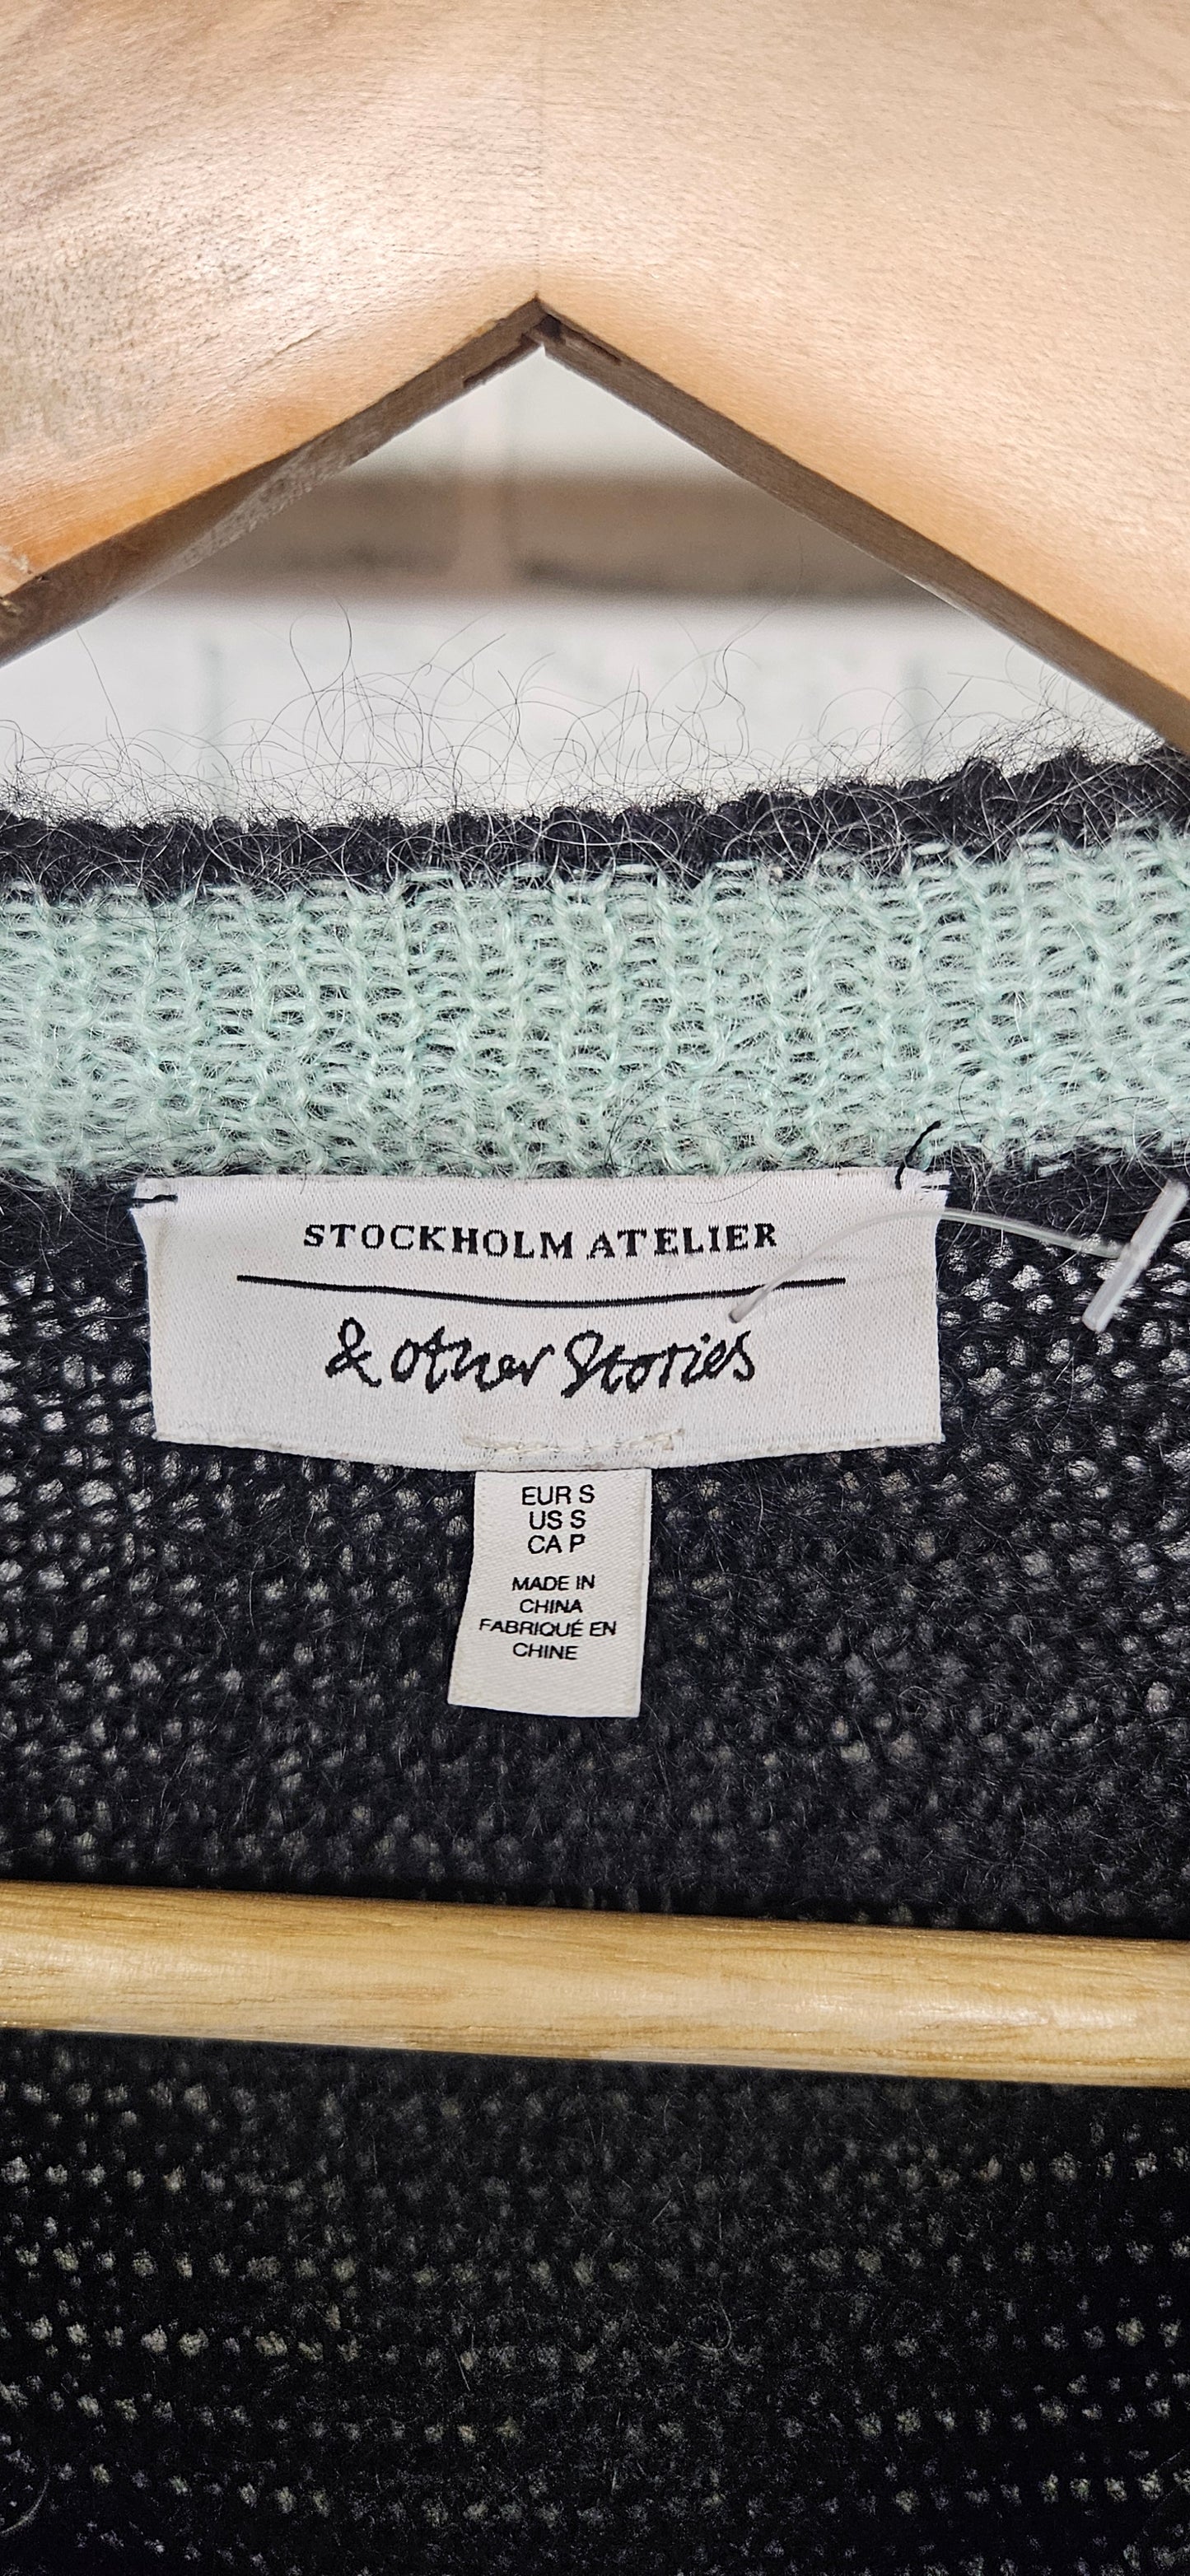 STOCKHOLM ATELIER
& other Stories
EUR S
US S
CA P
MADE IN
CHINA
FABRIQUÉ EN
CHINE